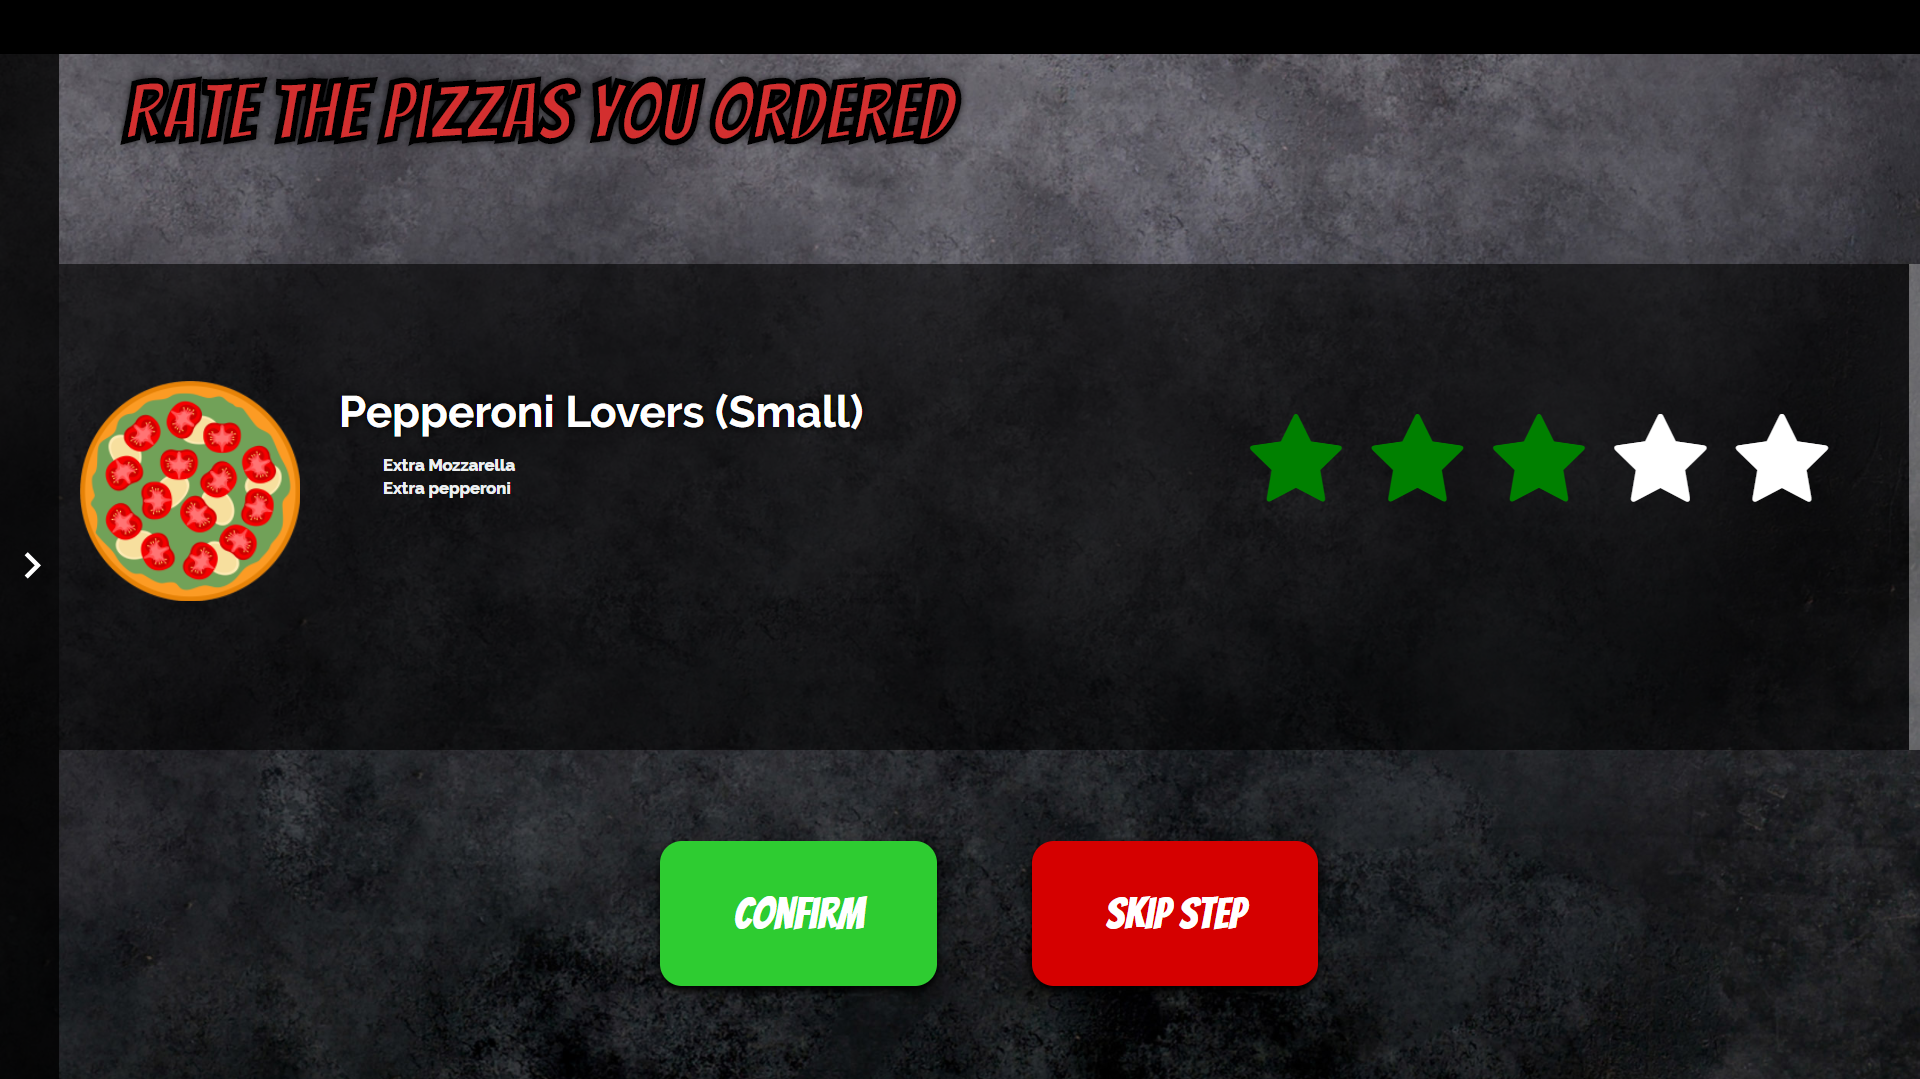 RATE THE PIZZAS YOU ORDERED
Pepperoni Lovers (Small)
Extra Mozzarella
Extra pepperoni
CONFIRM
SKIP STEP